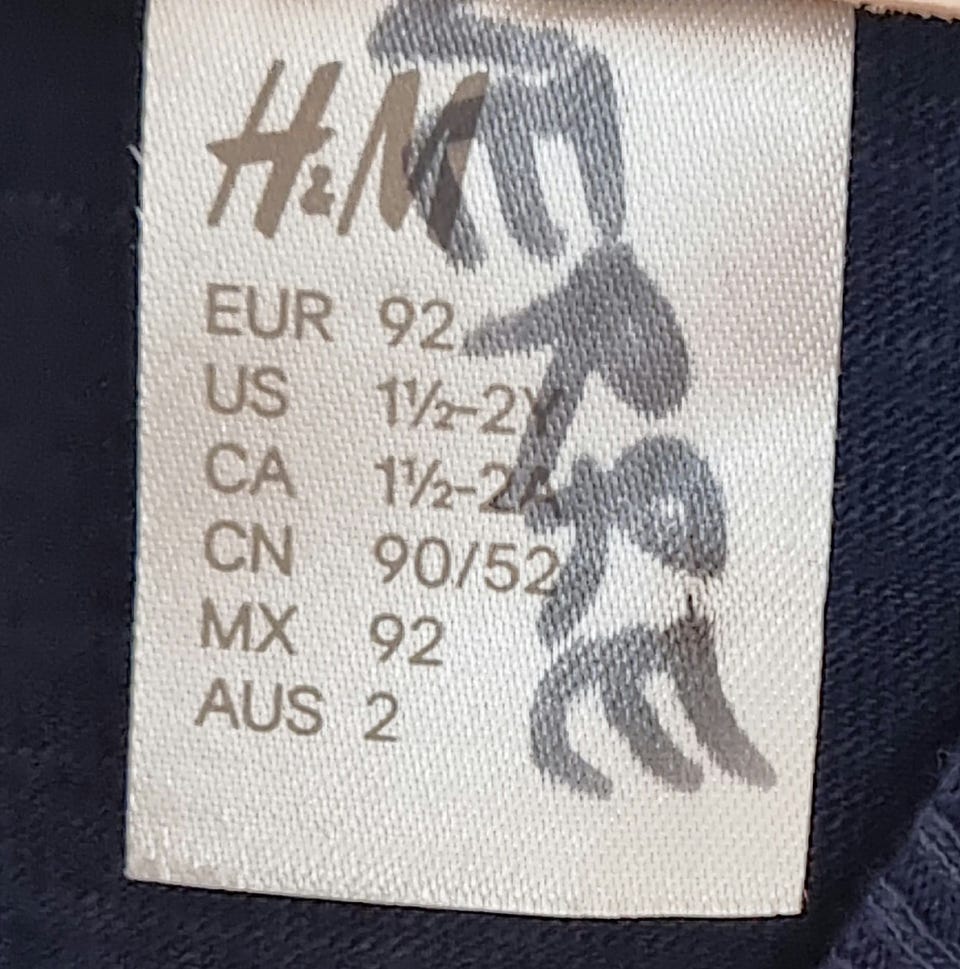 H&M
EUR 92
US 1½-2Y
CA 1½-2A
CN 90/52
MX 92
AUS 2